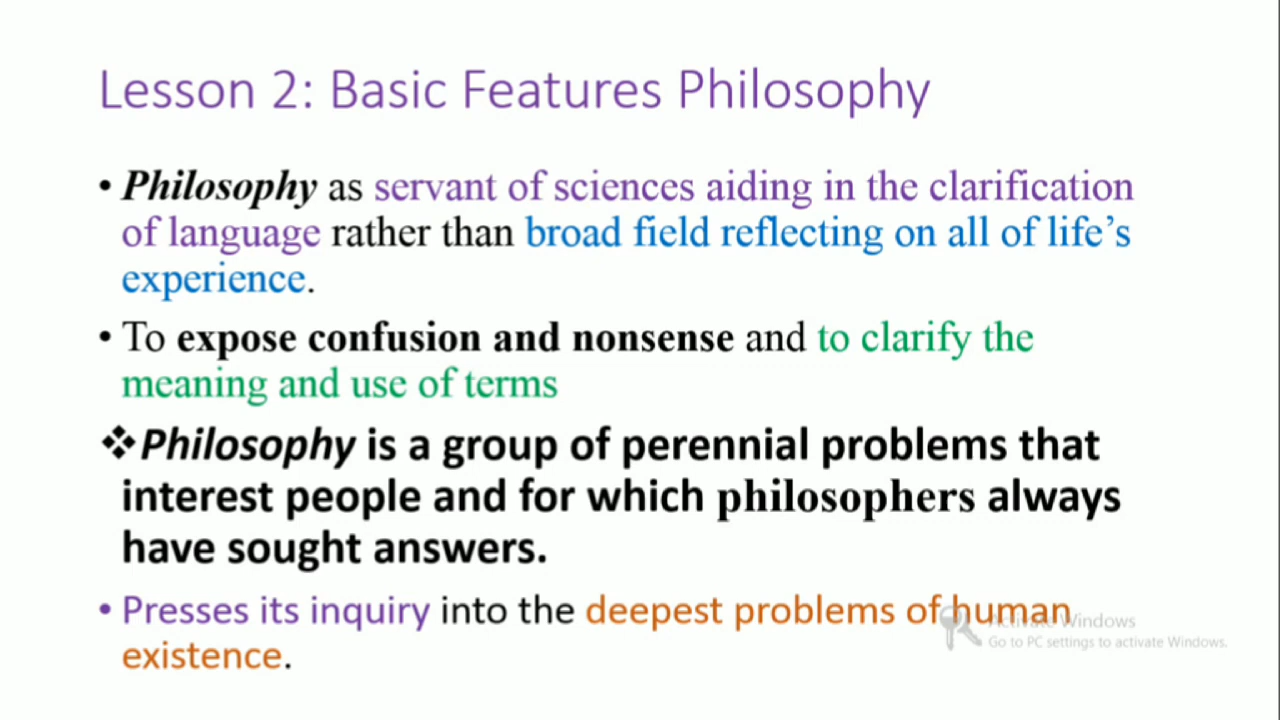 Lesson 2: Basic Features Philosophy
• Philosophy as servant of sciences aiding in the clarification
of language rather than broad field reflecting on all of life’s
experience.
• To expose confusion and nonsense and to clarify the
meaning and use of terms
❖Philosophy is a group of perennial problems that
interest people and for which philosophers always
have sought answers.
• Presses its inquiry into the deepest problems of human
existence.
Activate Windows
Go to PC settings to activate Windows.